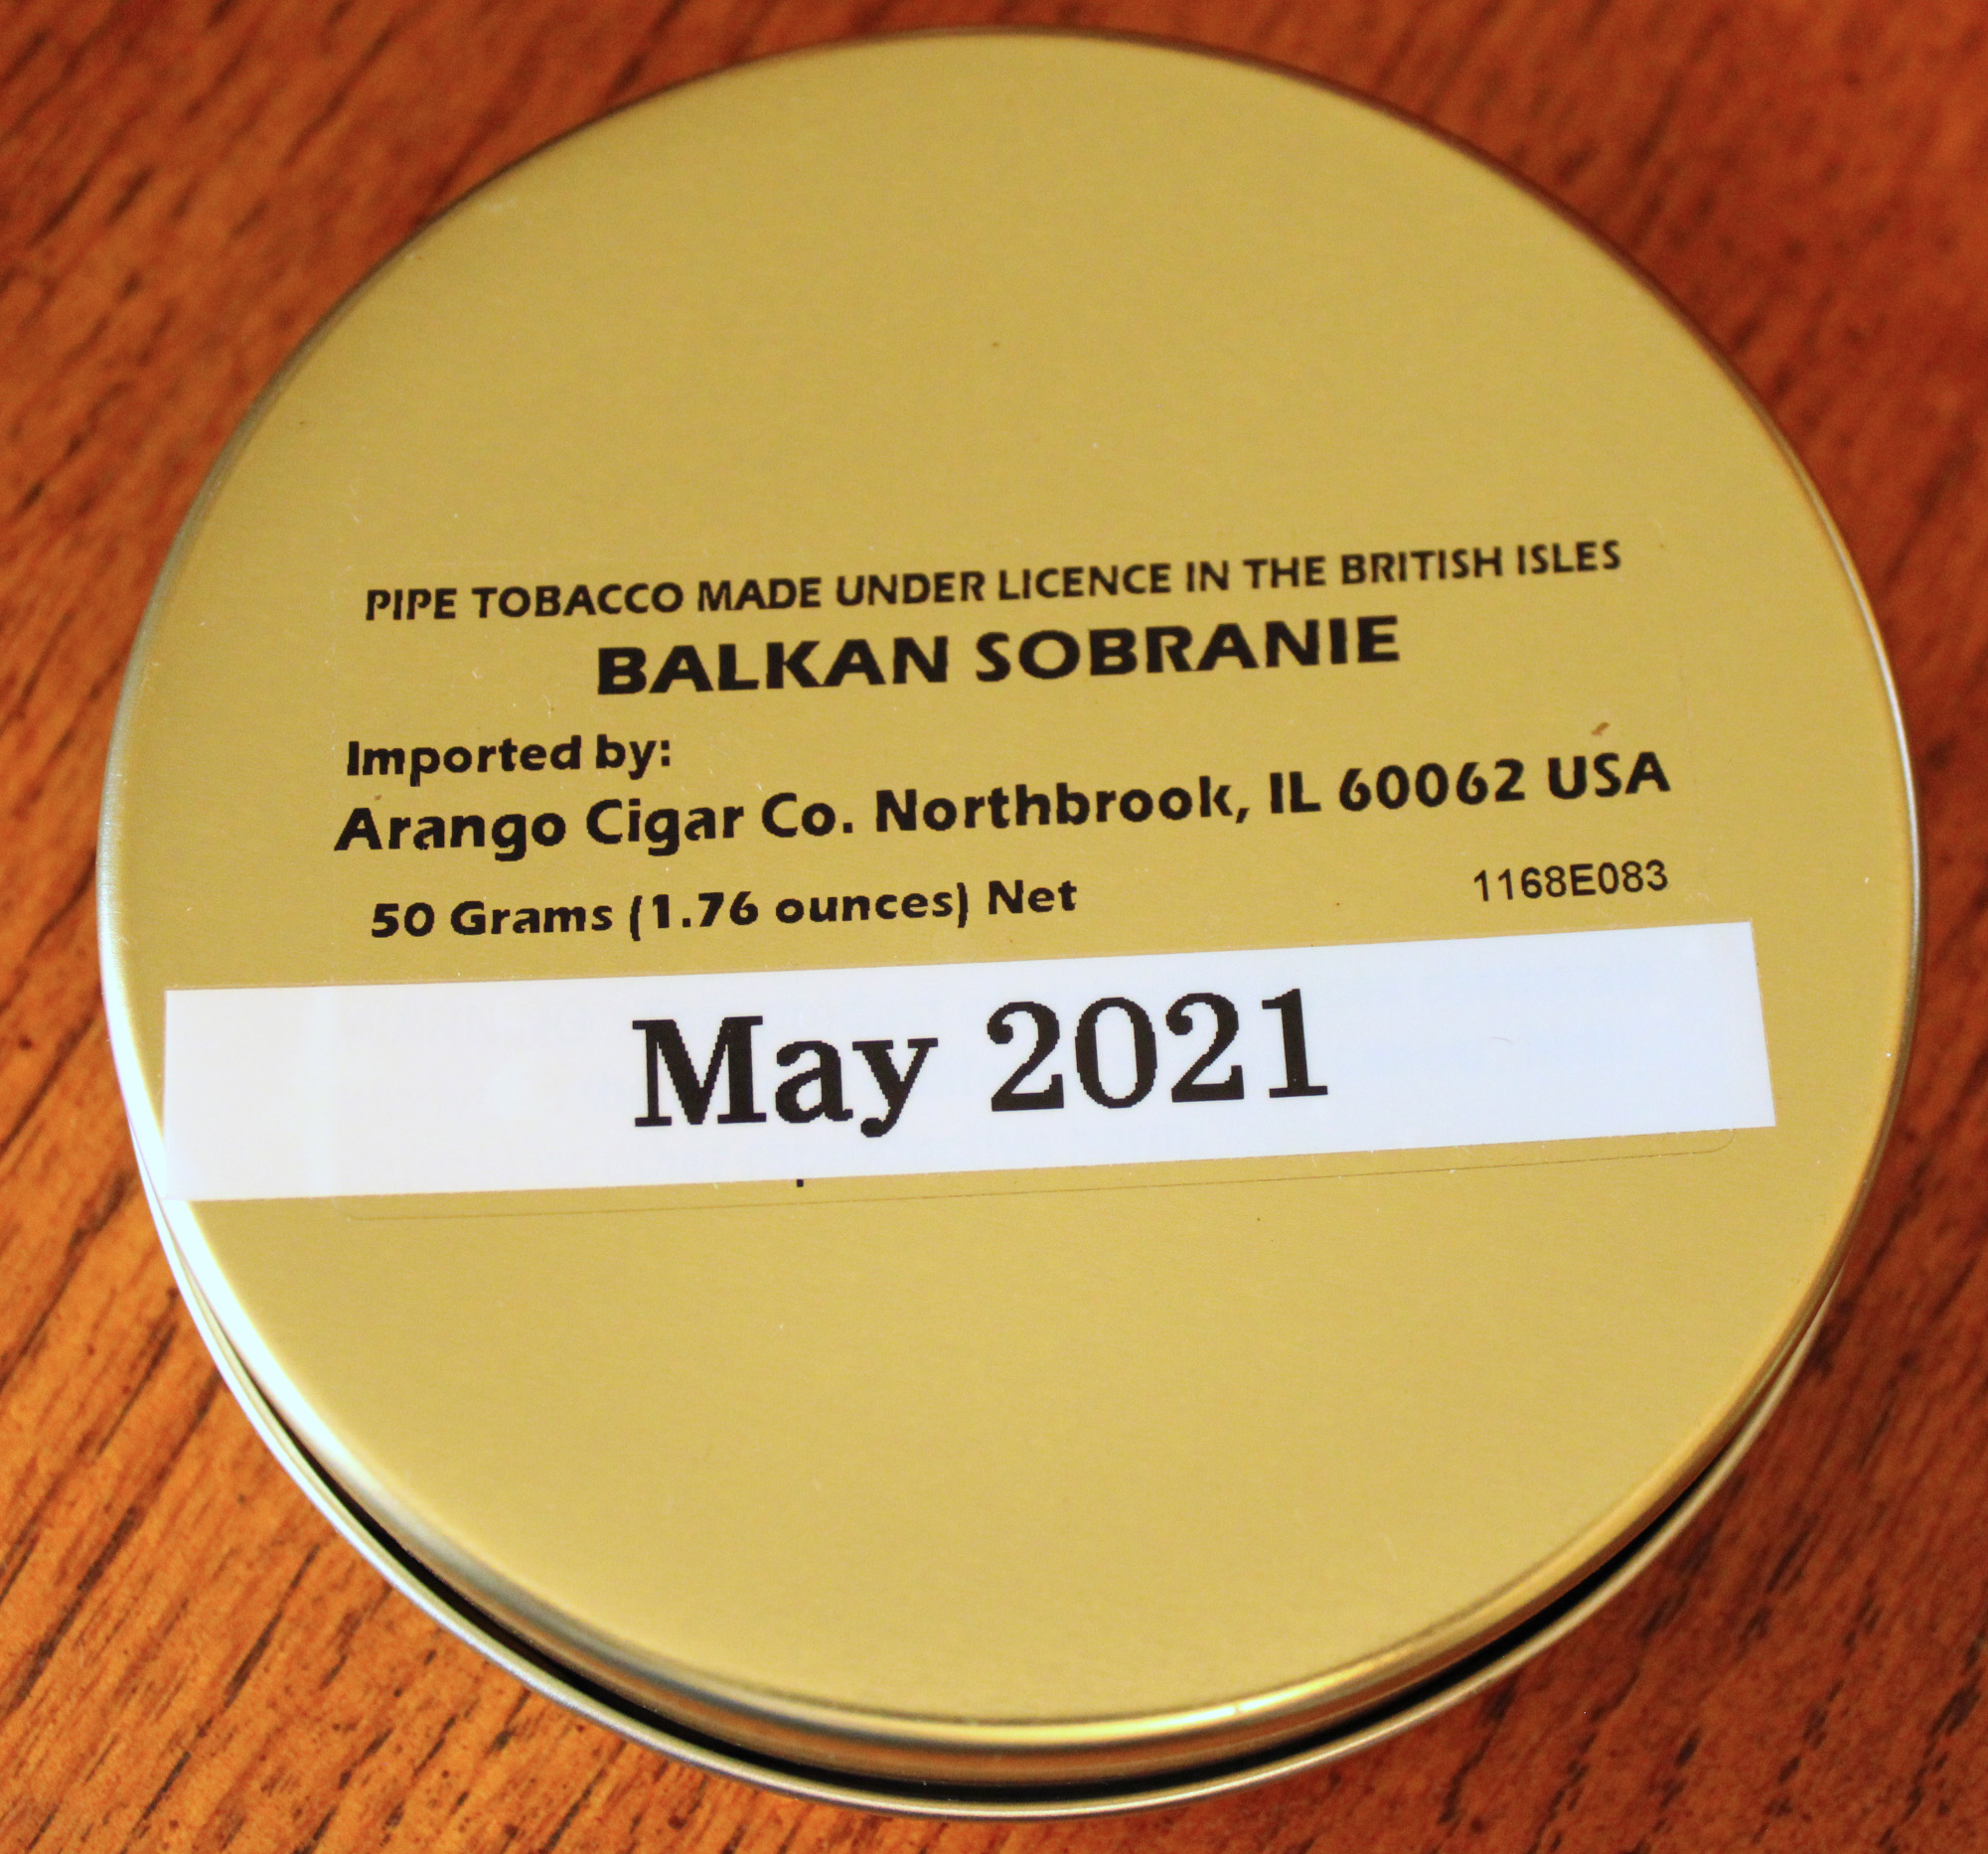 PIPE TOBACCO MADE UNDER LICENCE IN THE BRITISH ISLES
BALKAN SOBRANIE
Imported by:
Arango Cigar Co. Northbrook, IL 60062 USA
50 Grams (1.76 ounces) Net 1168E083
May 2021